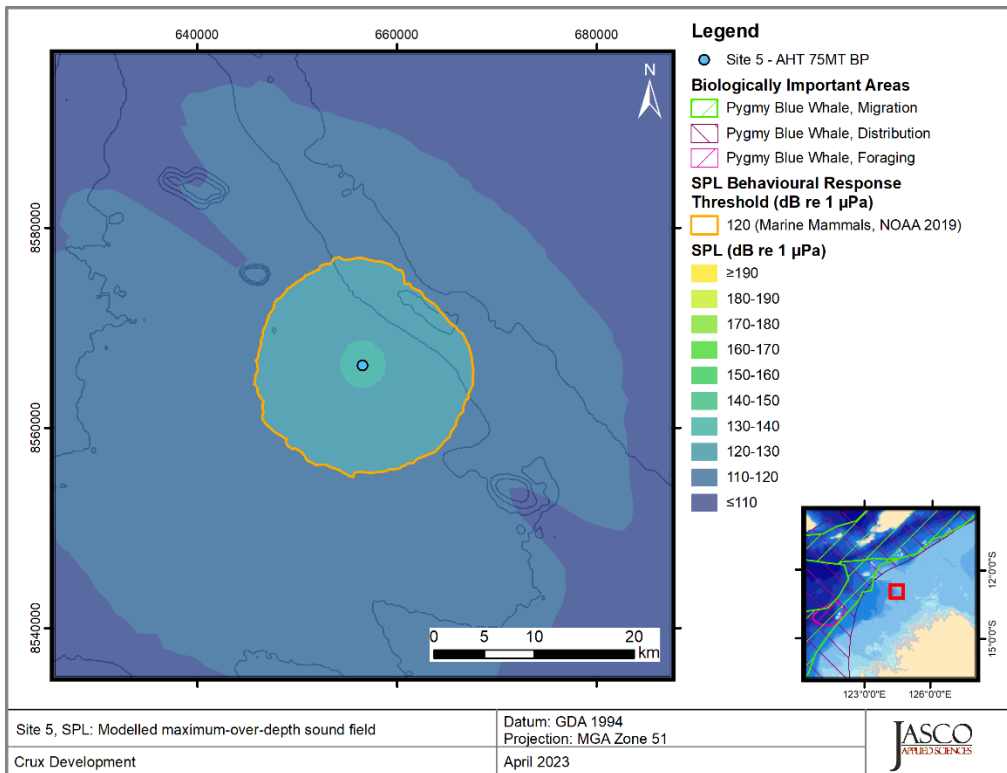 640000 660000 680000
8580000
8560000
8540000
N
0 5 10 20
km
Legend
Site 5 - AHT 75MT BP
Biologically Important Areas
Pygmy Blue Whale, Migration
Pygmy Blue Whale, Distribution
Pygmy Blue Whale, Foraging
SPL Behavioural Response
Threshold (dB re 1 µPa)
120 (Marine Mammals, NOAA 2019)
SPL (dB re 1 µPa)
≥190
180-190
170-180
160-170
150-160
140-150
130-140
120-130
110-120
≤110
12°0'0"S
15°0'0"S
123°0'0"E 126°0'0"E
Site 5, SPL: Modelled maximum-over-depth sound field
Crux Development
Datum: GDA 1994
Projection: MGA Zone 51
April 2023
JASCO
APPLIED SCIENCES